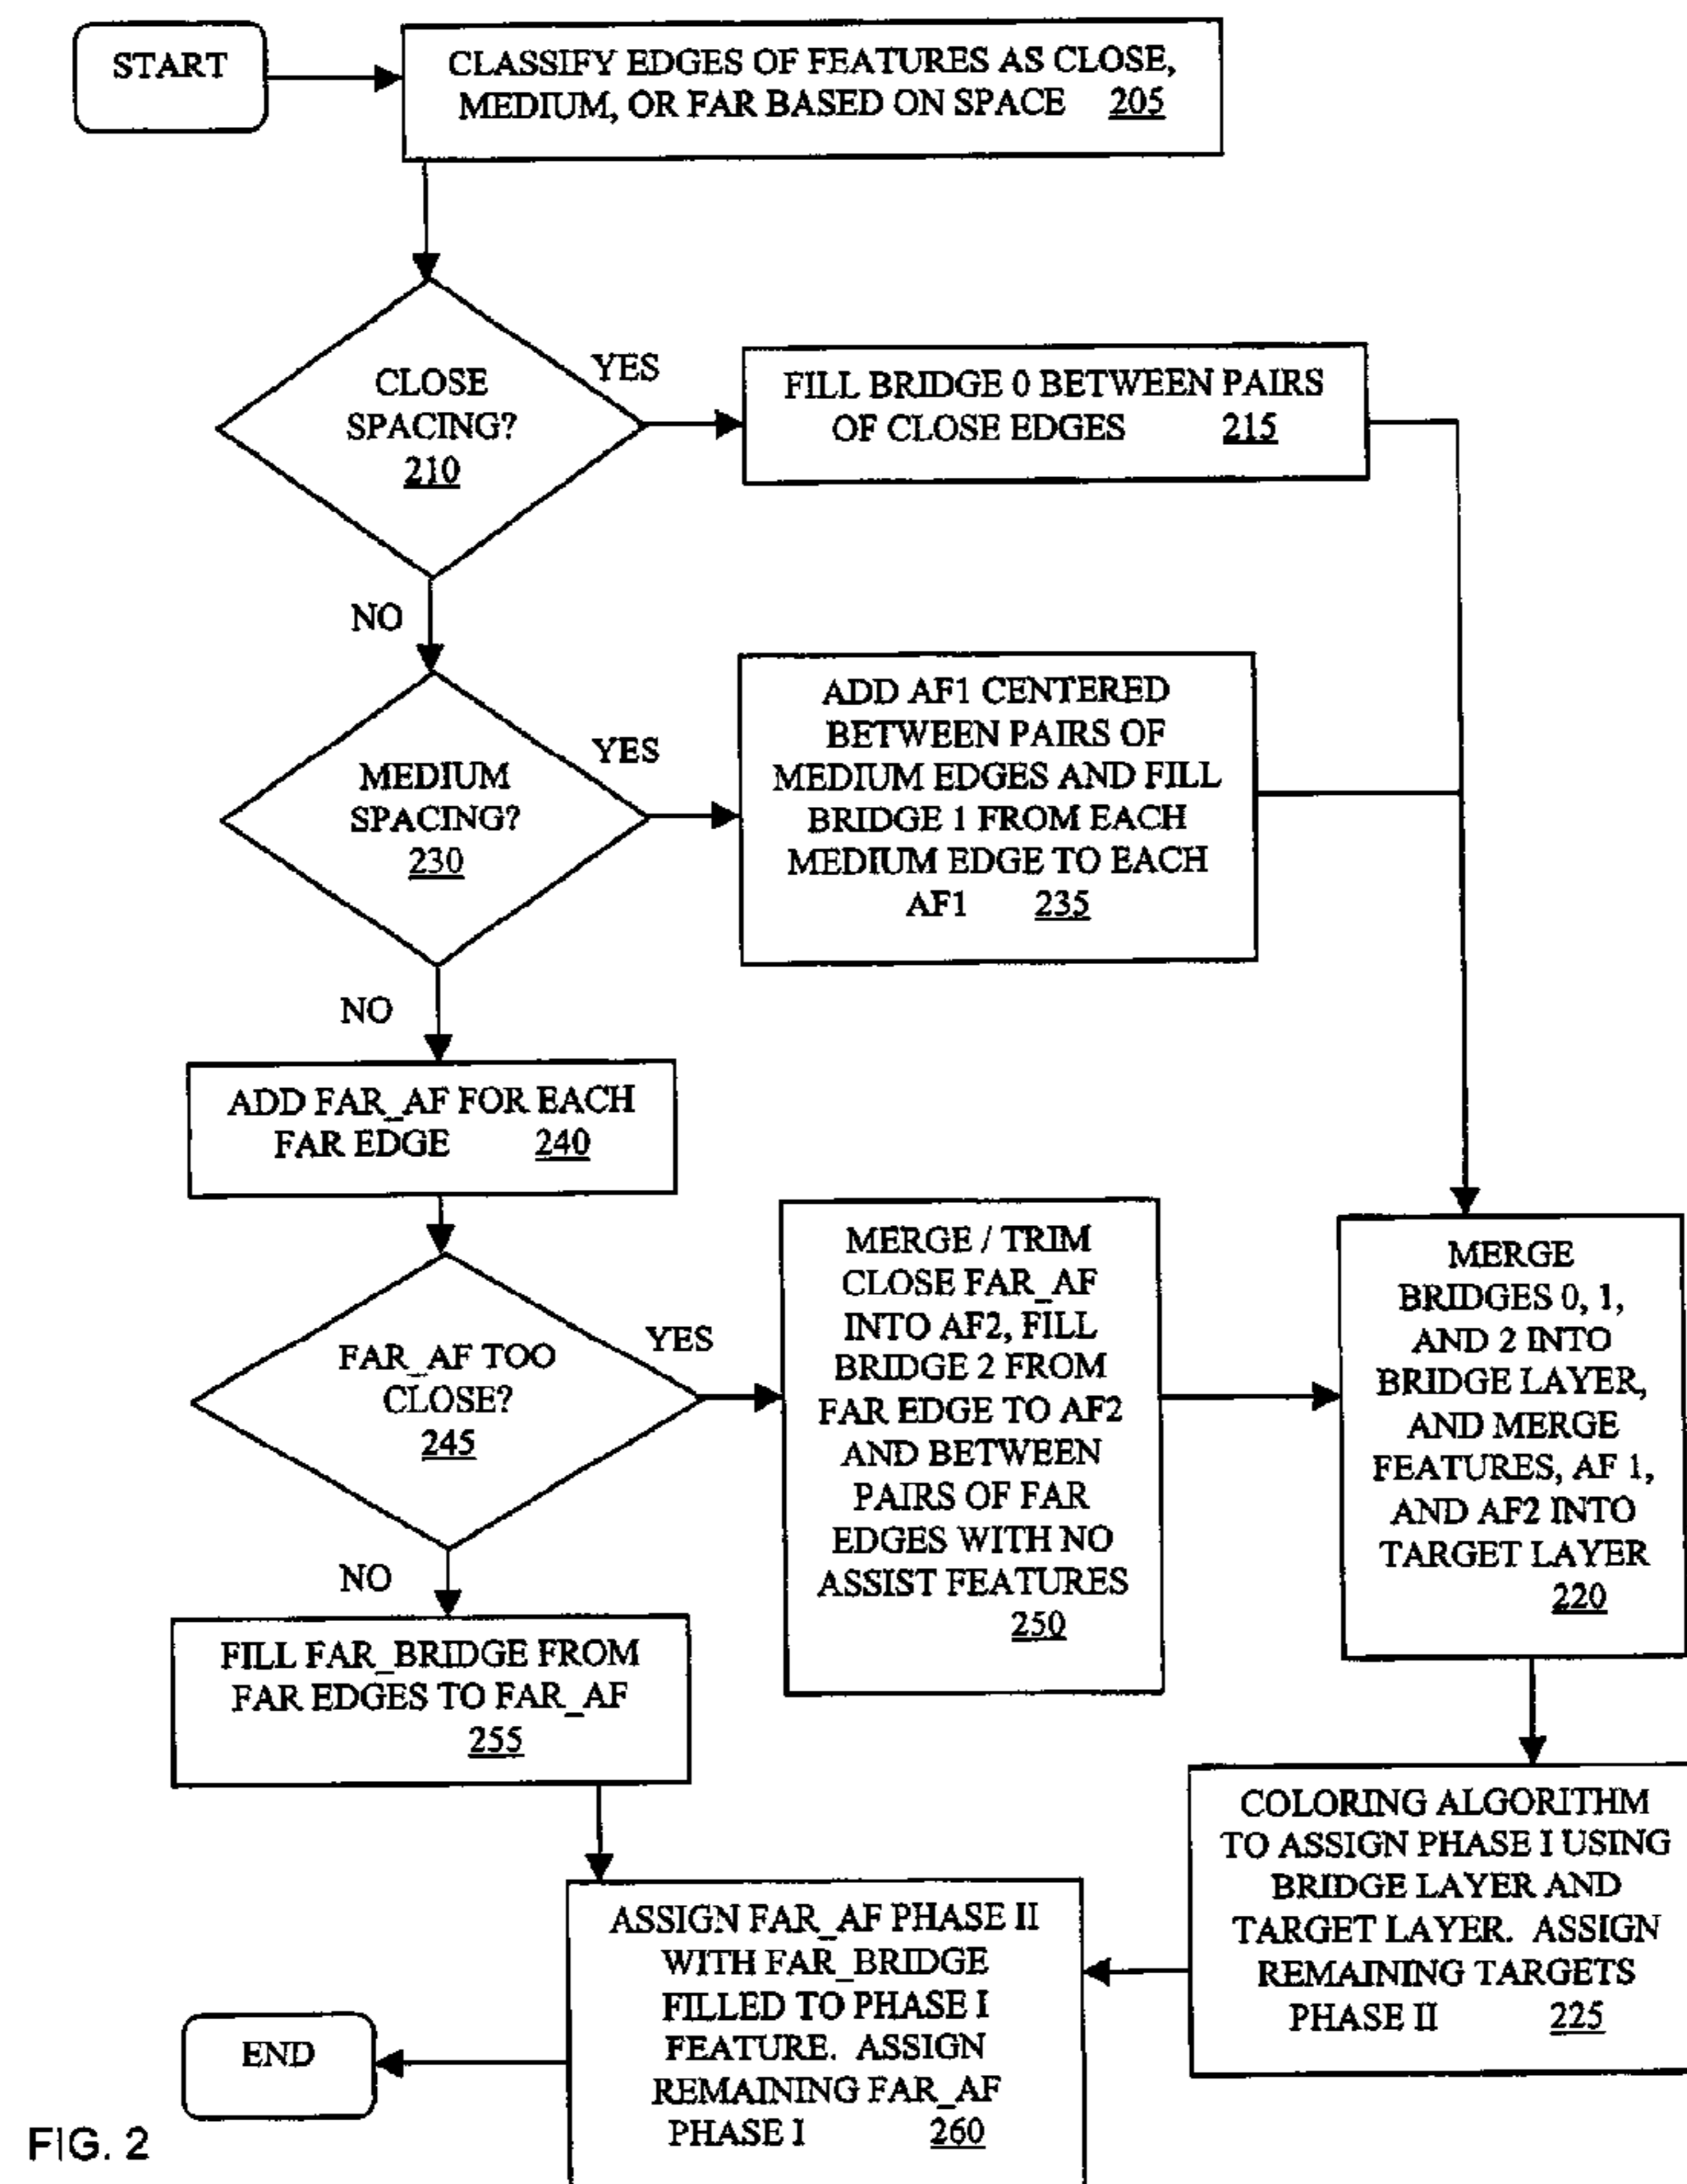 START
CLASSIFY EDGES OF FEATURES AS CLOSE,
MEDIUM, OR FAR BASED ON SPACE 205
CLOSE
SPACING?
210
YES
FILL BRIDGE 0 BETWEEN PAIRS
OF CLOSE EDGES 215
NO
MEDIUM
SPACING?
230
YES
ADD AF1 CENTERED
BETWEEN PAIRS OF
MEDIUM EDGES AND FILL
BRIDGE 1 FROM EACH
MEDIUM EDGE TO EACH
AF1 235
NO
ADD FAR_AF FOR EACH
FAR EDGE 240
FAR_AF TOO
CLOSE?
245
YES
MERGE / TRIM
CLOSE FAR_AF
INTO AF2, FILL
BRIDGE 2 FROM
FAR EDGE TO AF2
AND BETWEEN
PAIRS OF FAR
EDGES WITH NO
ASSIST FEATURES
250
MERGE
BRIDGES 0, 1,
AND 2 INTO
BRIDGE LAYER,
AND MERGE
FEATURES, AF 1,
AND AF2 INTO
TARGET LAYER
220
NO
FILL FAR_BRIDGE FROM
FAR EDGES TO FAR_AF
255
COLORING ALGORITHM
TO ASSIGN PHASE I USING
BRIDGE LAYER AND
TARGET LAYER. ASSIGN
REMAINING TARGETS
PHASE II 225
ASSIGN FAR_AF PHASE II
WITH FAR_BRIDGE
FILLED TO PHASE I
FEATURE. ASSIGN
REMAINING FAR_AF
PHASE I 260
END
FIG. 2